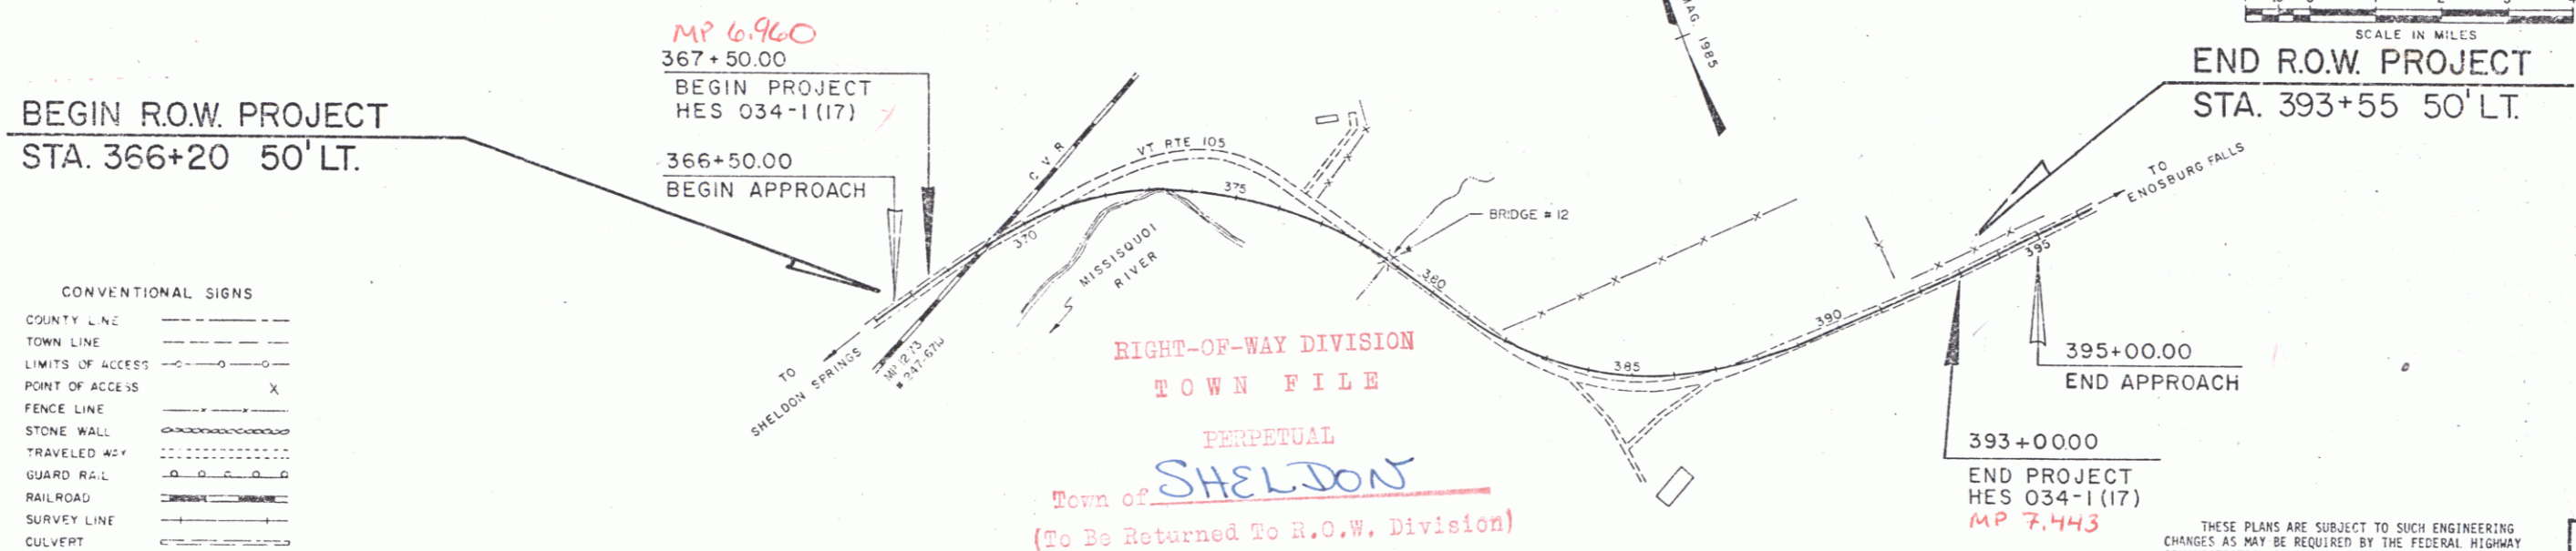 MP 6.960
367 + 50.00
BEGIN PROJECT
HES 034-1(17)
366+50.00
BEGIN APPROACH
BEGIN R.O.W. PROJECT
STA. 366+20 50' LT.
MAG. 1985
SCALE IN MILES
END R.O.W. PROJECT
STA. 393+55 50' LT.
C V R
VT RTE 105
370
375
380
385
390
395
MISSISQUOI
RIVER
BRIDGE # 12
TO
ENOSBURG FALLS
TO
SHELDON SPRINGS
CONVENTIONAL SIGNS
COUNTY LINE
TOWN LINE
LIMITS OF ACCESS
POINT OF ACCESS X
FENCE LINE
STONE WALL
TRAVELED WAY
GUARD RAIL
RAILROAD
SURVEY LINE
CULVERT
RIGHT-OF-WAY DIVISION
TOWN FILE
PERPETUAL
Town of SHELDON
(To Be Returned To R.O.W. Division)
395+00.00
END APPROACH
393+00.00
END PROJECT
HES 034-1(17)
MP 7.443
THESE PLANS ARE SUBJECT TO SUCH ENGINEERING
CHANGES AS MAY BE REQUIRED BY THE FEDERAL HIGHWAY